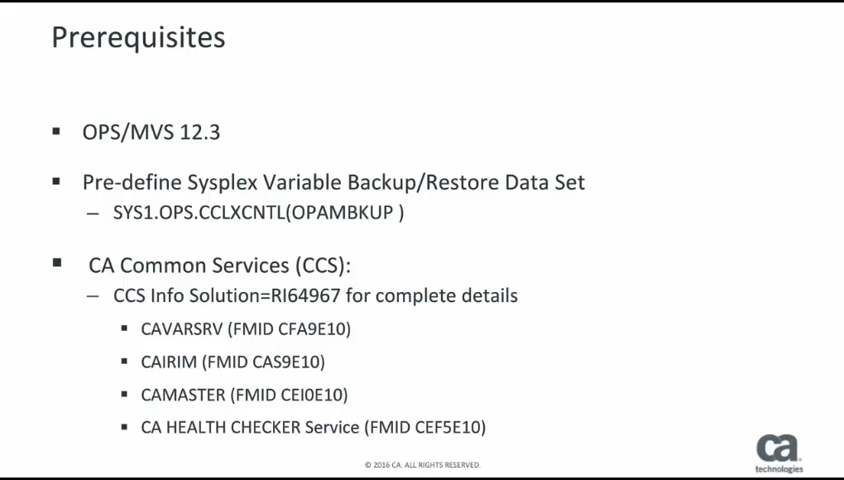 Prerequisites
▪ OPS/MVS 12.3
▪ Pre-define Sysplex Variable Backup/Restore Data Set
– SYS1.OPS.CCLXCNTL(OPAMBKUP )
▪ CA Common Services (CCS):
– CCS Info Solution=RI64967 for complete details
▪ CAVARSRV (FMID CFA9E10)
▪ CAIRIM (FMID CAS9E10)
▪ CAMASTER (FMID CEI0E10)
▪ CA HEALTH CHECKER Service (FMID CEF5E10)
© 2016 CA. ALL RIGHTS RESERVED.
ca
technologies